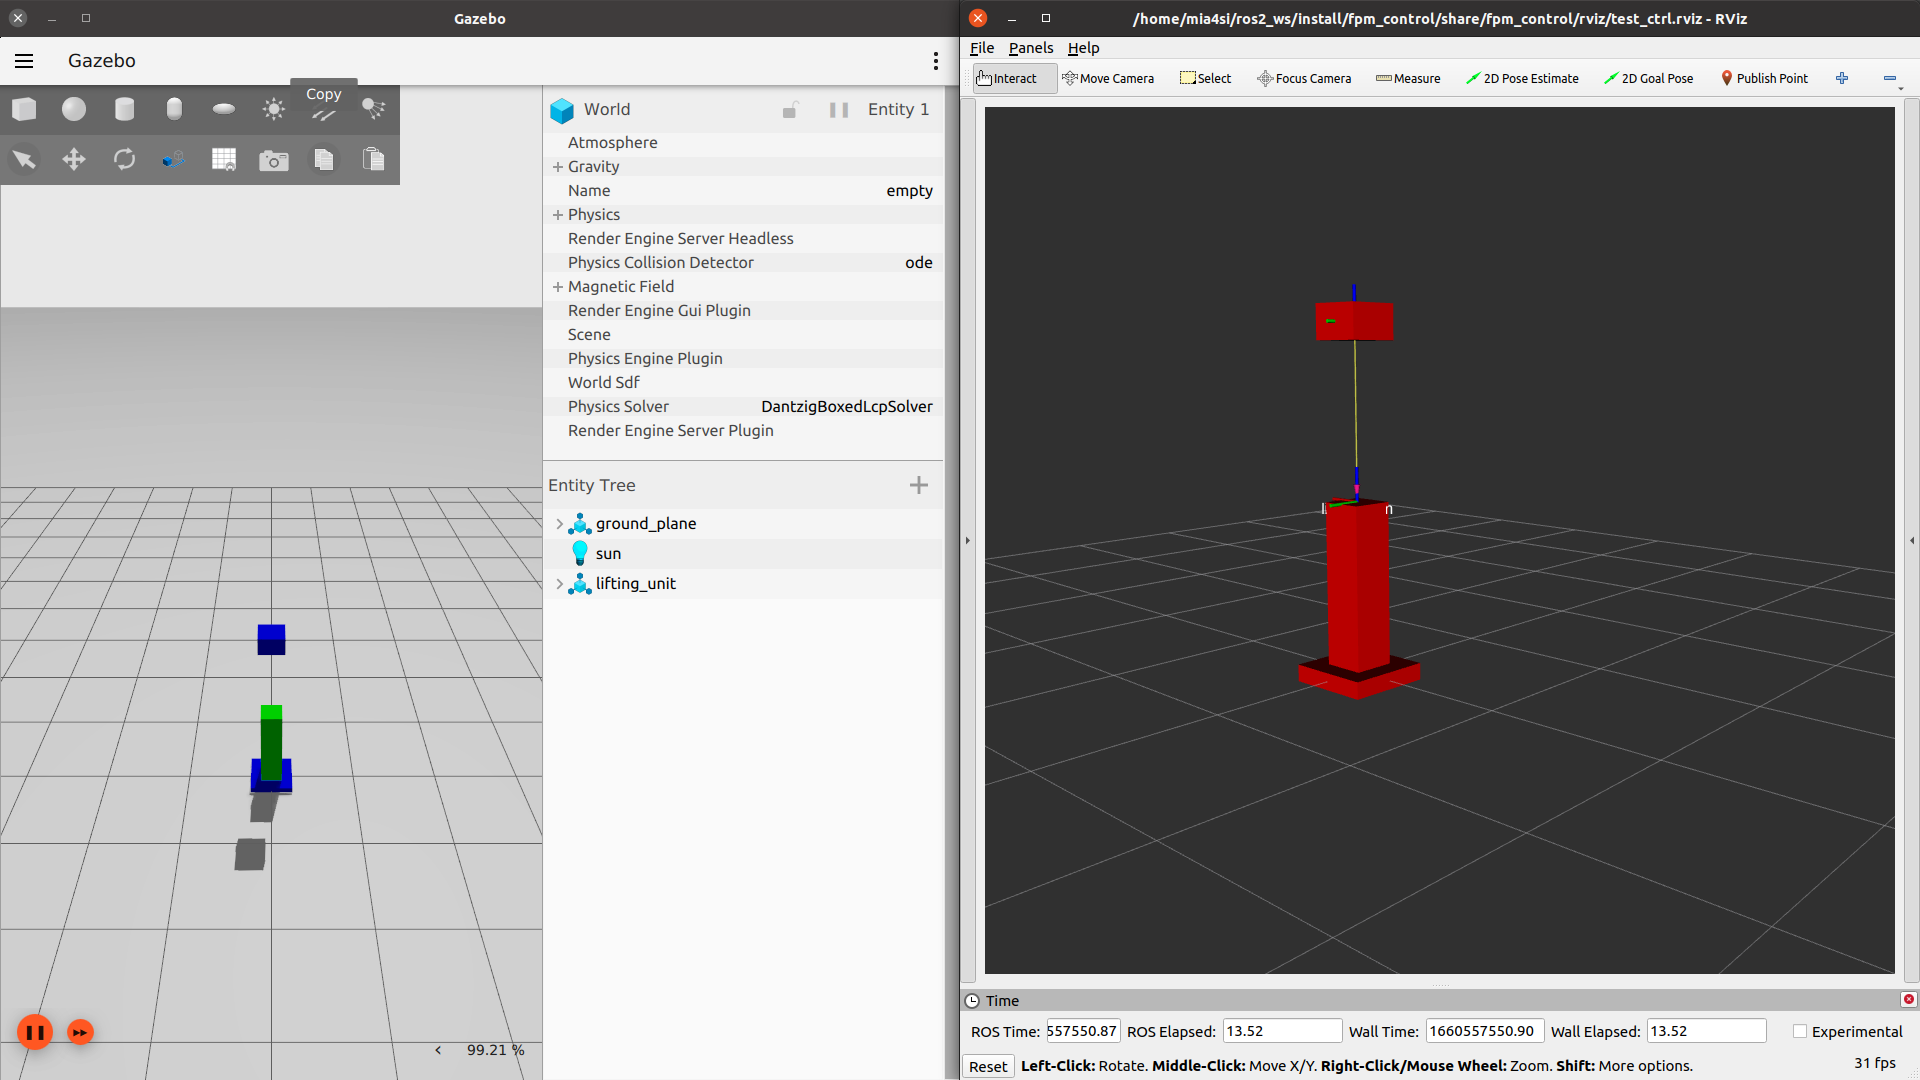 Gazebo
Gazebo
Copy
World
Entity 1
Atmosphere
Gravity
Name empty
Physics
Render Engine Server Headless
Physics Collision Detector ode
Magnetic Field
Render Engine Gui Plugin
Scene
Physics Engine Plugin
World Sdf
Physics Solver DantzigBoxedLcpSolver
Render Engine Server Plugin
Entity Tree
ground_plane
sun
lifting_unit
99.21 %
/home/mia4si/ros2_ws/install/fpm_control/share/fpm_control/rviz/test_ctrl.rviz - RViz
File Panels Help
Interact Move Camera Select Focus Camera Measure 2D Pose Estimate 2D Goal Pose Publish Point
Time
ROS Time: 557550.87 ROS Elapsed: 13.52 Wall Time: 1660557550.90 Wall Elapsed: 13.52 Experimental
Reset Left-Click: Rotate. Middle-Click: Move X/Y. Right-Click/Mouse Wheel: Zoom. Shift: More options. 31 fps